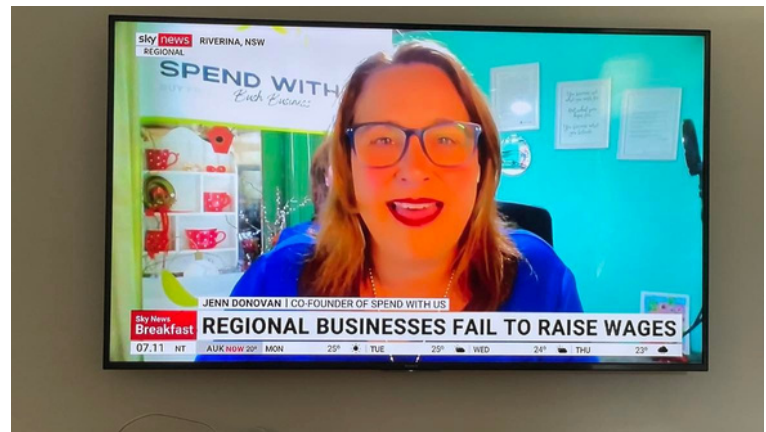 sky news
REGIONAL
RIVERINA, NSW
SPEND WITH
Bush Business
JENN DONOVAN | CO-FOUNDER OF SPEND WITH US
Sky News
Breakfast
REGIONAL BUSINESSES FAIL TO RAISE WAGES
07.11 NT AUK NOW 20° MON 25° TUE 25° WED 24° THU 23°